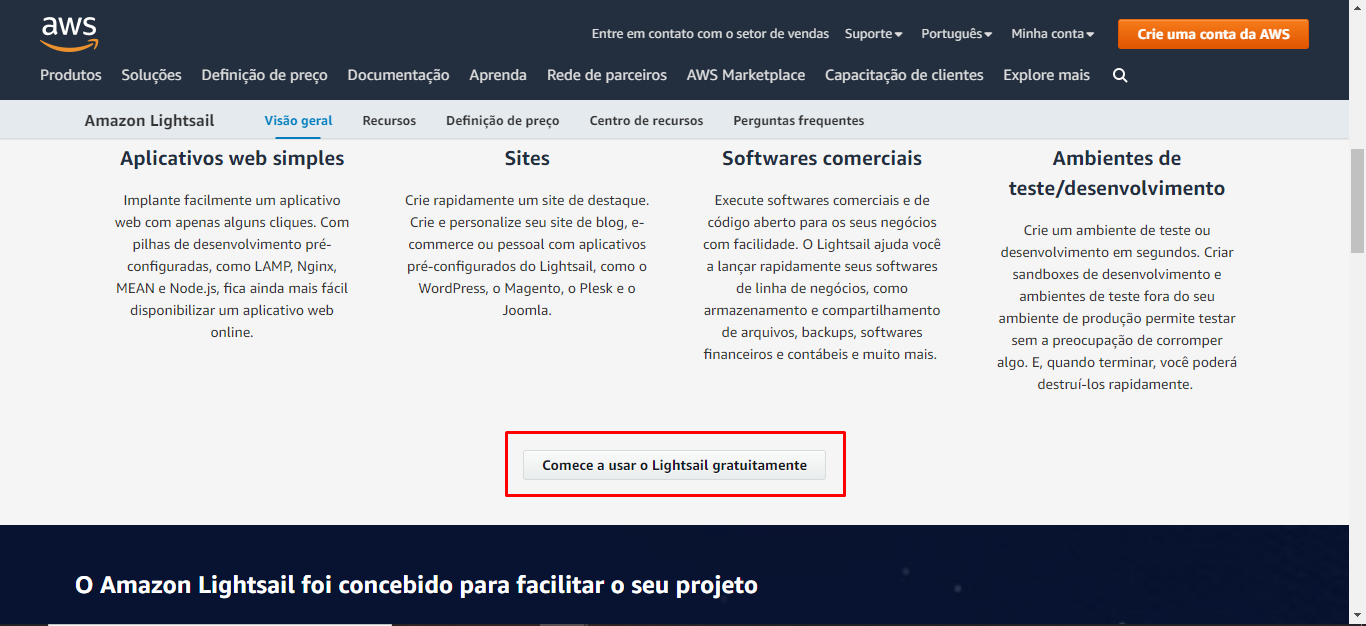 aws
Entre em contato com o setor de vendas Suporte Português Minha conta Crie uma conta da AWS
Produtos Soluções Definição de preço Documentação Aprenda Rede de parceiros AWS Marketplace Capacitação de clientes Explore mais
Amazon Lightsail Visão geral Recursos Definição de preço Centro de recursos Perguntas frequentes
Aplicativos web simples
Implante facilmente um aplicativo
web com apenas alguns cliques. Com
pilhas de desenvolvimento pré-
configuradas, como LAMP, Nginx,
MEAN e Node.js, fica ainda mais fácil
disponibilizar um aplicativo web
online.
Sites
Crie rapidamente um site de destaque.
Crie e personalize seu site de blog, e-
commerce ou pessoal com aplicativos
pré-configurados do Lightsail, como o
WordPress, o Magento, o Plesk e o
Joomla.
Softwares comerciais
Execute softwares comerciais e de
código aberto para os seus negócios
com facilidade. O Lightsail ajuda você
a lançar rapidamente seus softwares
de linha de negócios, como
armazenamento e compartilhamento
de arquivos, backups, softwares
financeiros e contábeis e muito mais.
Ambientes de
teste/desenvolvimento
Crie um ambiente de teste ou
desenvolvimento em segundos. Criar
sandboxes de desenvolvimento e
ambientes de teste fora do seu
ambiente de produção permite testar
sem a preocupação de corromper
algo. E, quando terminar, você poderá
destruí-los rapidamente.
Comece a usar o Lightsail gratuitamente
O Amazon Lightsail foi concebido para facilitar o seu projeto